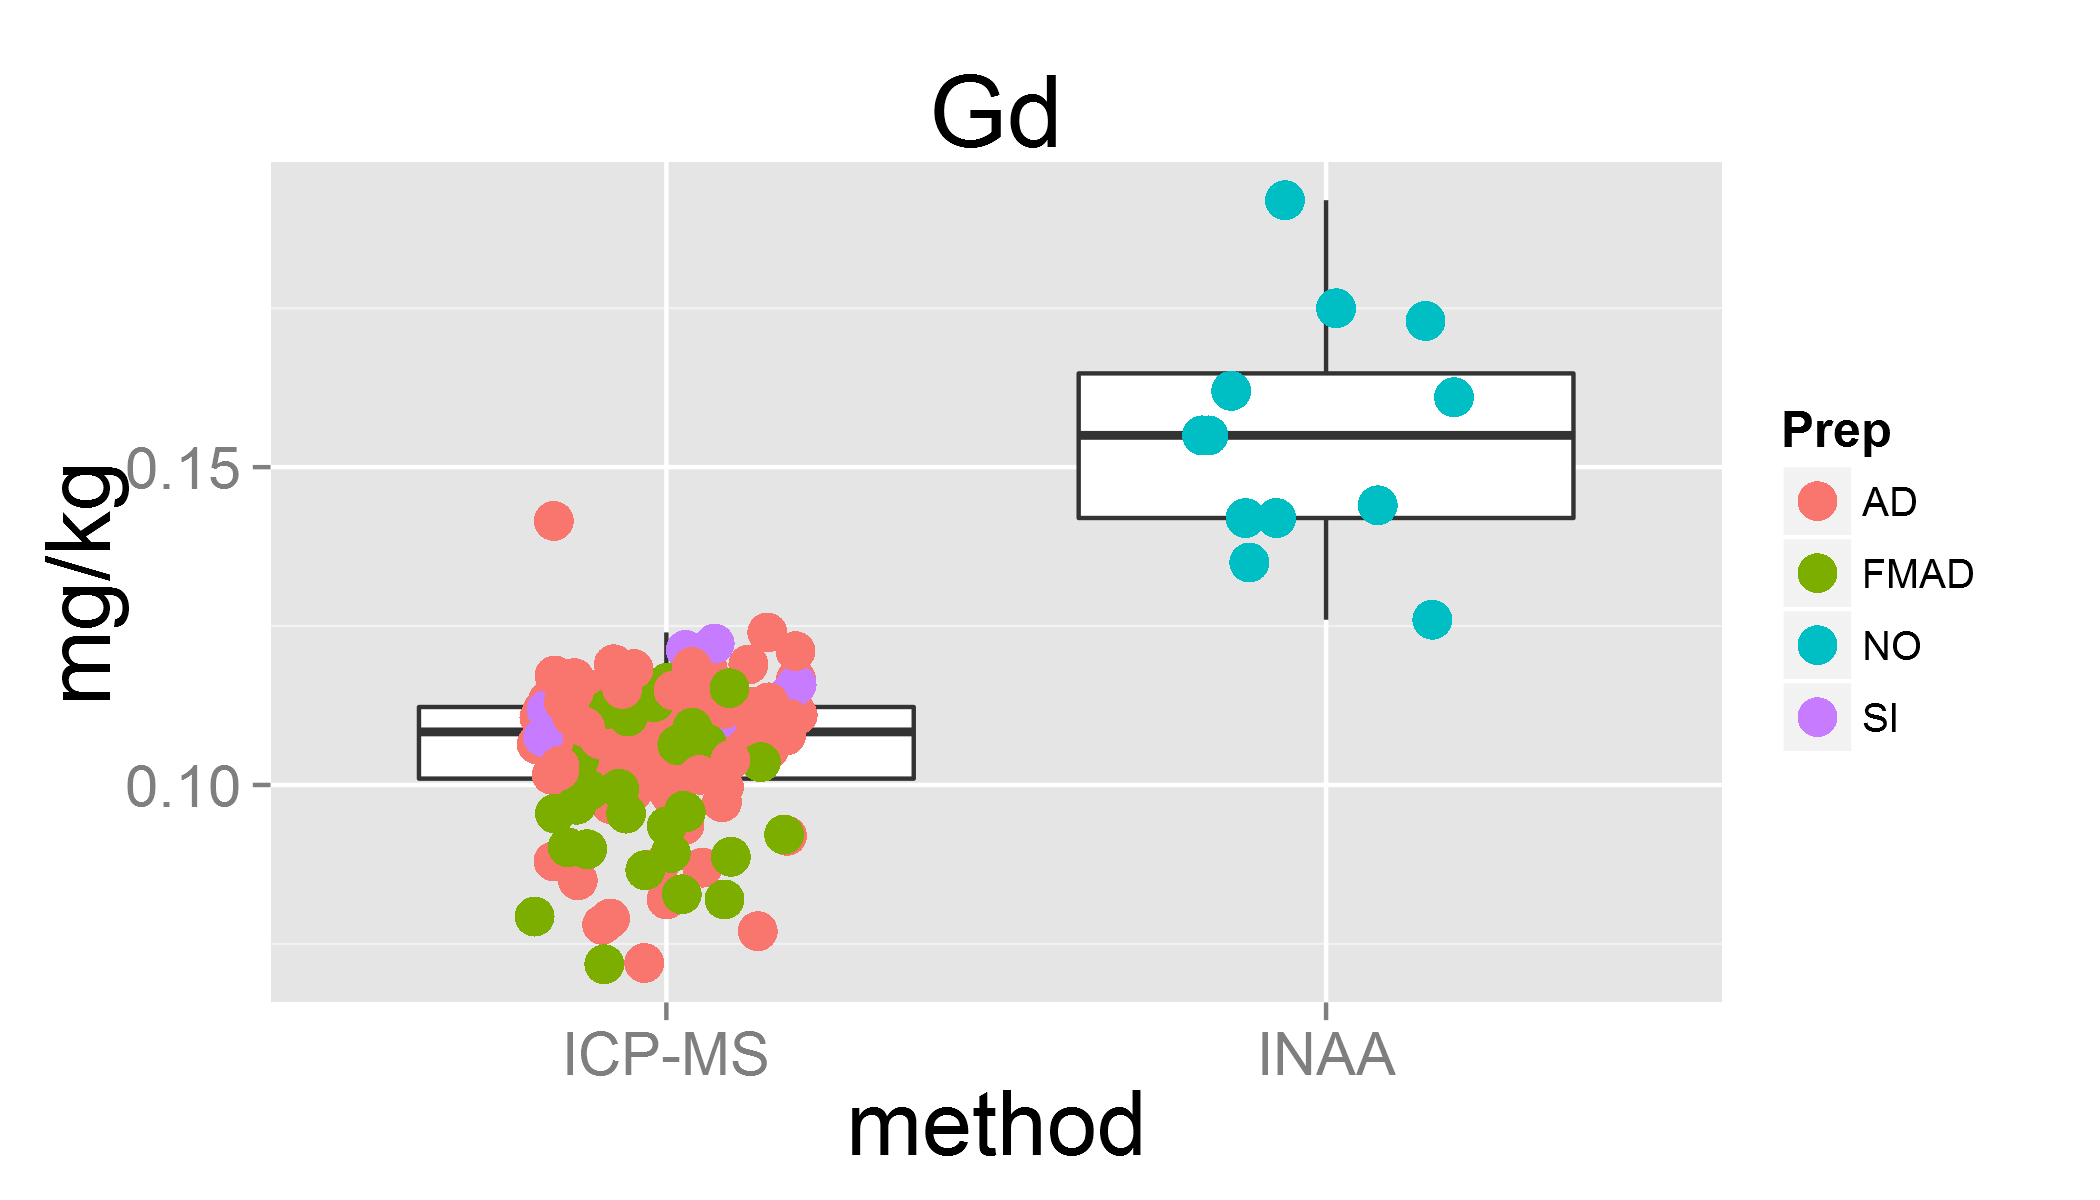 Gd
mg/kg
0.15
0.10
ICP-MS
INAA
method
Prep
AD
FMAD
NO
SI